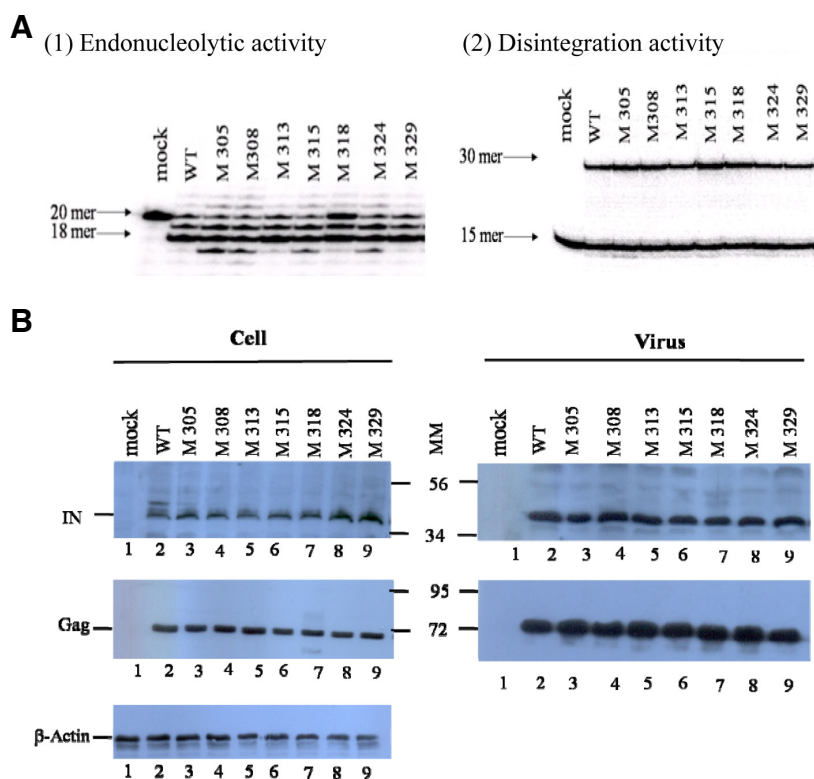 A
(1) Endonucleolytic activity
(2) Disintegration activity
mock
WT
M 305
M308
M 313
M 315
M 318
M 324
M 329
20 mer
18 mer
mock
WT
M 305
M308
M 313
M 315
M 318
M 324
M 329
30 mer
15 mer
B
Cell
Virus
mock
WT
M 305
M 308
M 313
M 315
M 318
M 324
M 329
MM
mock
WT
M 305
M 308
M 313
M 315
M 318
M 324
M 329
IN
56
34
1 2 3 4 5 6 7 8 9
1 2 3 4 5 6 7 8 9
Gag
95
72
1 2 3 4 5 6 7 8 9
1 2 3 4 5 6 7 8 9
β-Actin
1 2 3 4 5 6 7 8 9